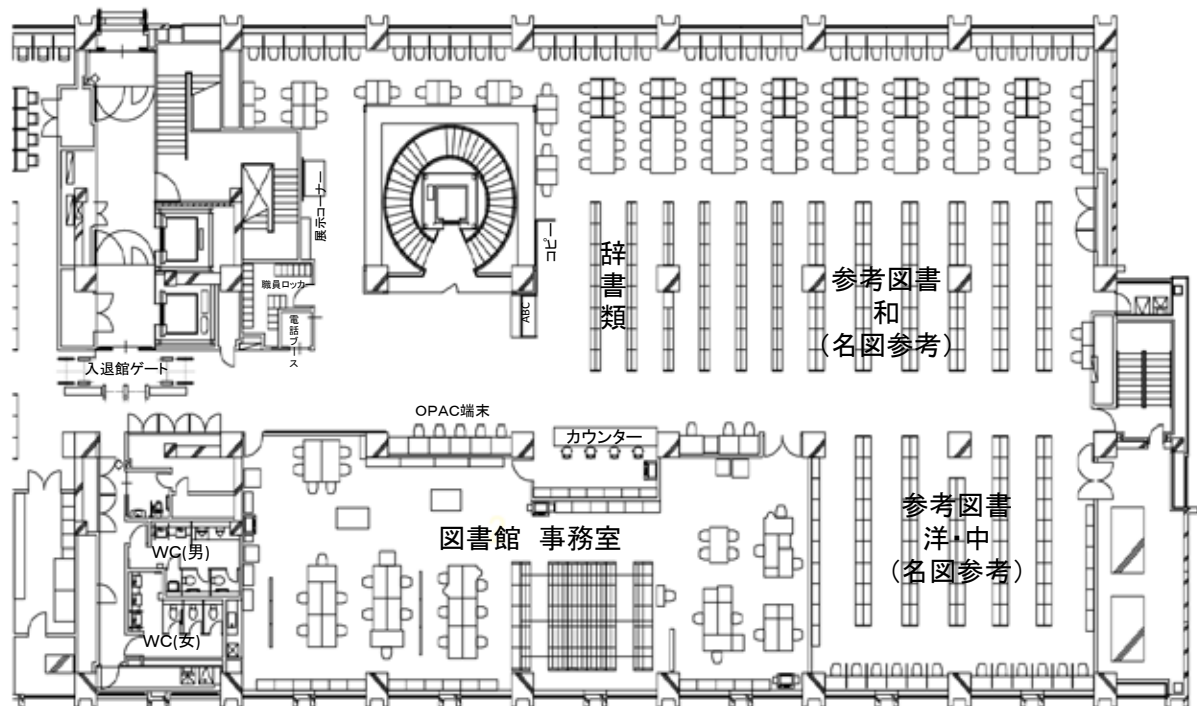 展示コーナー
コピー
辞書類
参考図書
和
（名図参考）
職員ロッカー
電話ブース
ABC
入退館ゲート
OPAC端末
カウンター
図書館 事務室
参考図書
洋・中
（名図参考）
WC(男)
WC(女)